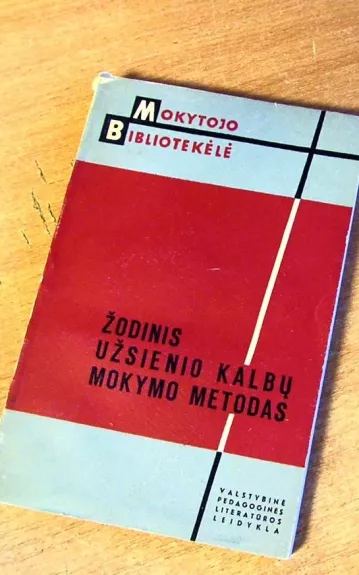 MOKYTOJO
BIBLIOTEKĖLĖ
ŽODINIS
UŽSIENIO KALBŲ
MOKYMO METODAS
VALSTYBINĖ
PEDAGOGINĖS
LITERATŪROS
LEIDYKLA